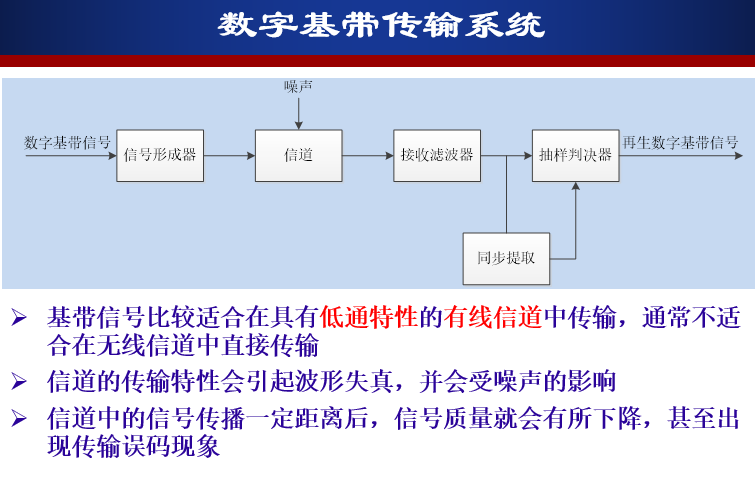 数字基带传输系统
噪声
数字基带信号
信号形成器
信道
接收滤波器
抽样判决器
再生数字基带信号
同步提取
基带信号比较适合在具有低通特性的有线信道中传输，通常不适
合在无线信道中直接传输
信道的传输特性会引起波形失真，并会受噪声的影响
信道中的信号传播一定距离后，信号质量就会有所下降，甚至出
现传输误码现象